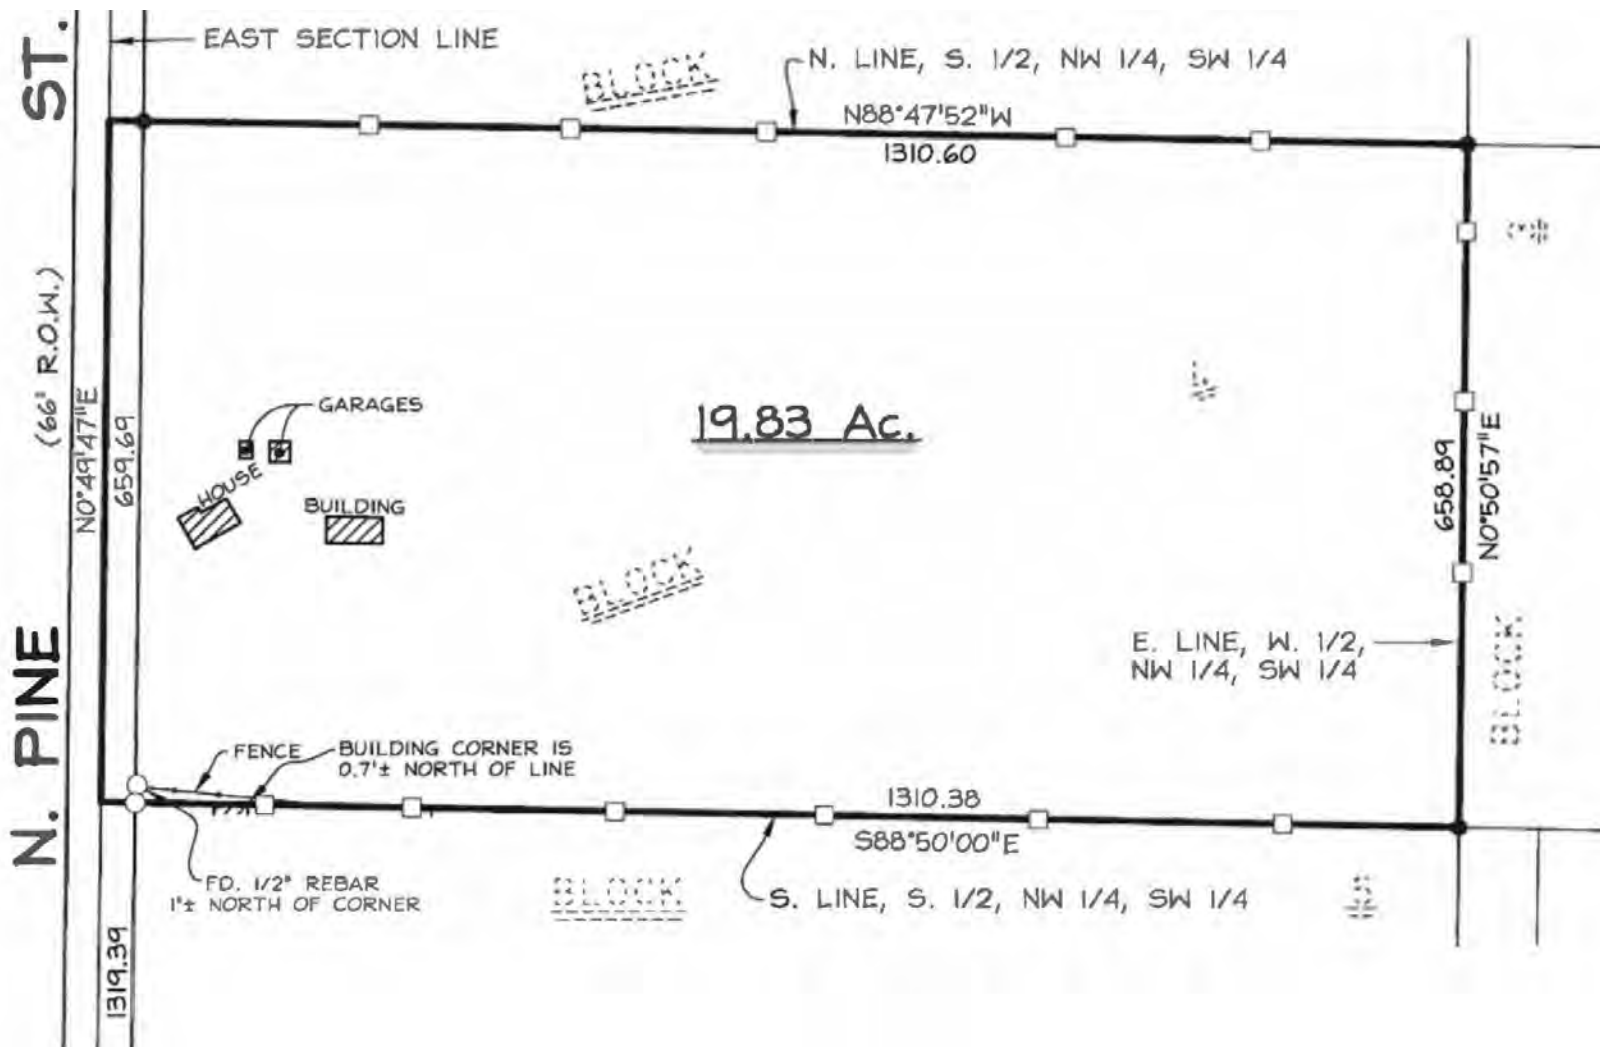 EAST SECTION LINE
BLOCK
N. LINE, S. 1/2, NW 1/4, SW 1/4
N88°47'52"W
1310.60
N. PINE ST.
(66' R.O.W.)
N0°49'47"E
659.69
GARAGES
HOUSE
BUILDING
19.83 Ac.
BLOCK
658.89
N0°50'57"E
E. LINE, W. 1/2,
NW 1/4, SW 1/4
BLOCK
FENCE
BUILDING CORNER IS
0.7'± NORTH OF LINE
1310.38
S88°50'00"E
FD. 1/2" REBAR
1"± NORTH OF CORNER
BLOCK
S. LINE, S. 1/2, NW 1/4, SW 1/4
1319.39